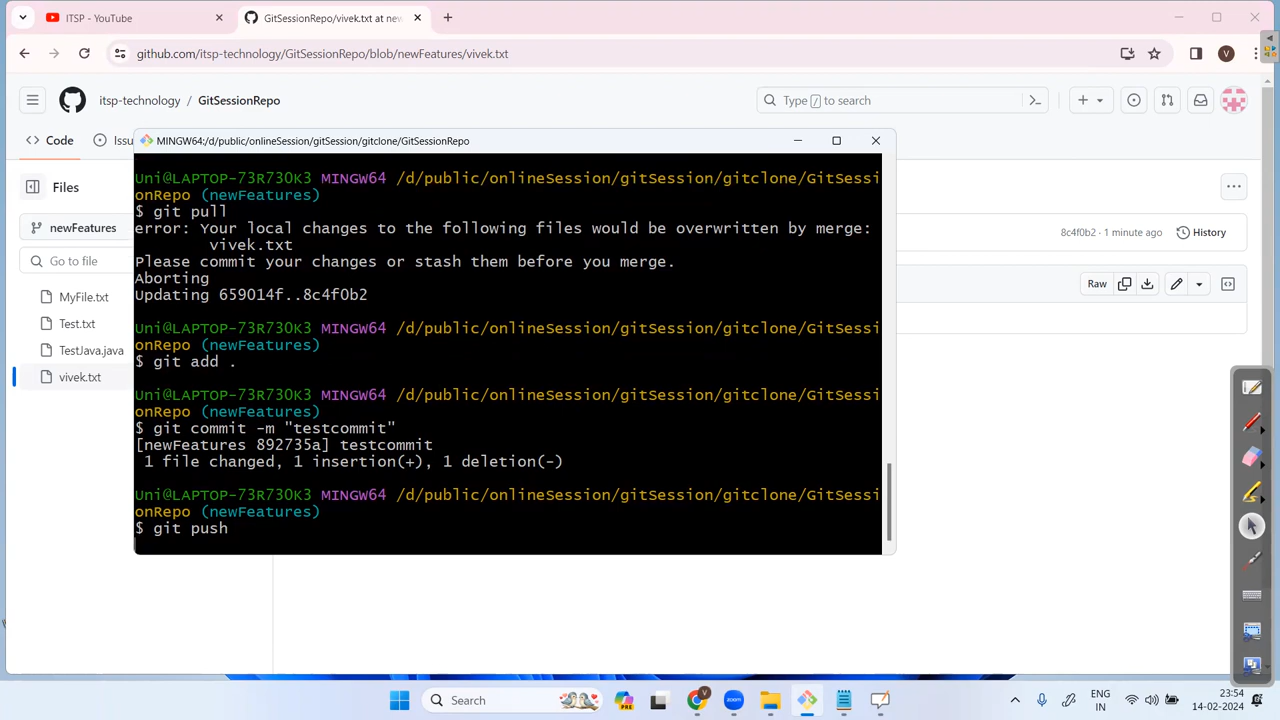 ITSP - YouTube
GitSessionRepo/vivek.txt at new
github.com/itsp-technology/GitSessionRepo/blob/newFeatures/vivek.txt
V
itsp-technology / GitSessionRepo
Type / to search
Code
Issu
MINGW64:/d/public/onlineSession/gitSession/gitclone/GitSessionRepo
Files
newFeatures
Go to file
MyFile.txt
Test.txt
TestJava.java
vivek.txt
8c4f0b2 · 1 minute ago
History
Raw
Uni@LAPTOP-73R730K3 MINGW64 /d/public/onlineSession/gitSession/gitclone/GitSessi
onRepo (newFeatures)
$ git pull
error: Your local changes to the following files would be overwritten by merge:
vivek.txt
Please commit your changes or stash them before you merge.
Aborting
Updating 659014f..8c4f0b2
Uni@LAPTOP-73R730K3 MINGW64 /d/public/onlineSession/gitSession/gitclone/GitSessi
onRepo (newFeatures)
$ git add .
Uni@LAPTOP-73R730K3 MINGW64 /d/public/onlineSession/gitSession/gitclone/GitSessi
onRepo (newFeatures)
$ git commit -m "testcommit"
[newFeatures 892735a] testcommit
1 file changed, 1 insertion(+), 1 deletion(-)
Uni@LAPTOP-73R730K3 MINGW64 /d/public/onlineSession/gitSession/gitclone/GitSessi
onRepo (newFeatures)
$ git push
Search
PRE
V
zoom
ENG
IN
23:54
14-02-2024